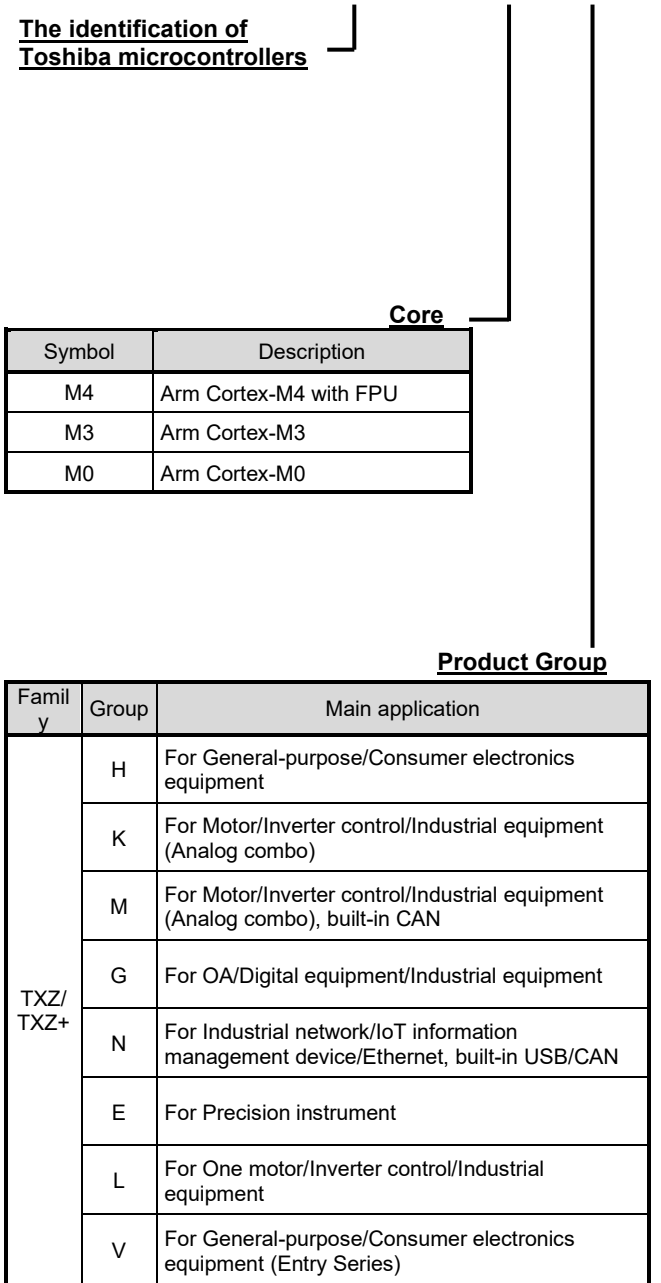 The identification of
Toshiba microcontrollers
Core
Symbol Description
M4 Arm Cortex-M4 with FPU
M3 Arm Cortex-M3
M0 Arm Cortex-M0
Product Group
Famil
y Group Main application
TXZ/
TXZ+
H For General-purpose/Consumer electronics
equipment
K For Motor/Inverter control/Industrial equipment
(Analog combo)
M For Motor/Inverter control/Industrial equipment
(Analog combo), built-in CAN
G For OA/Digital equipment/Industrial equipment
N For Industrial network/IoT information
management device/Ethernet, built-in USB/CAN
E For Precision instrument
L For One motor/Inverter control/Industrial
equipment
V For General-purpose/Consumer electronics
equipment (Entry Series)